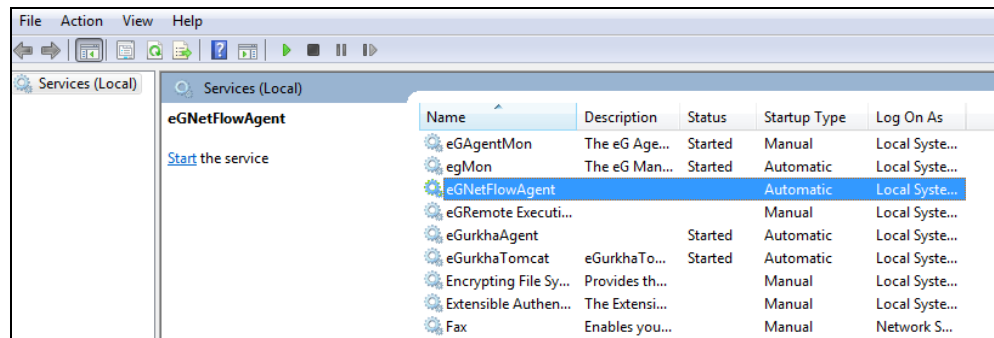 File Action View Help
Services (Local)
Services (Local)
eGNetFlowAgent
Start the service
Name Description Status Startup Type Log On As
eGAgentMon The eG Age... Started Manual Local Syste...
egMon The eG Man... Started Automatic Local Syste...
eGNetFlowAgent Automatic Local Syste...
eGRemote Executi... Manual Local Syste...
eGurkhaAgent Started Automatic Local Syste...
eGurkhaTomcat eGurkhaTo... Started Automatic Local Syste...
Encrypting File Sy... Provides th... Manual Local Syste...
Extensible Authen... The Extensi... Manual Local Syste...
Fax Enables you... Manual Network S...